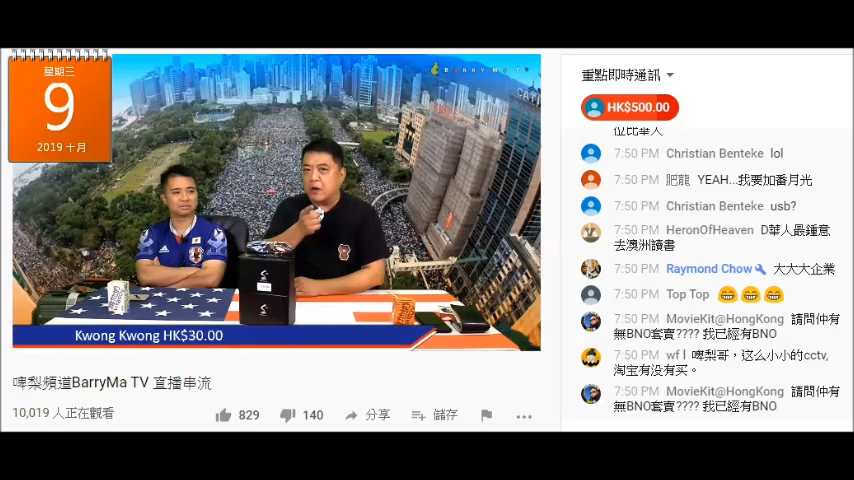 星期三
9
2019 十月
BARRYMA TV
Kwong Kwong HK$30.00
啤梨頻道BarryMa TV 直播串流
10,019 人正在觀看
829
140
分享
儲存
重點即時通訊
HK$500.00
位比華人
7:50 PM Christian Benteke lol
7:50 PM 肥龍 YEAH...我要加番月光
7:50 PM Christian Benteke usb?
7:50 PM HeronOfHeaven D華人最鍾意
去澳洲讀書
7:50 PM Raymond Chow 大大大企業
7:50 PM Top Top 😁😁😁
7:50 PM MovieKit@HongKong 請問仲有
無BNO套賣???? 我已經有BNO
7:50 PM wf l 啤梨哥，这么小小的cctv,
淘宝有没有买。
7:50 PM MovieKit@HongKong 請問仲有
無BNO套賣???? 我已經有BNO